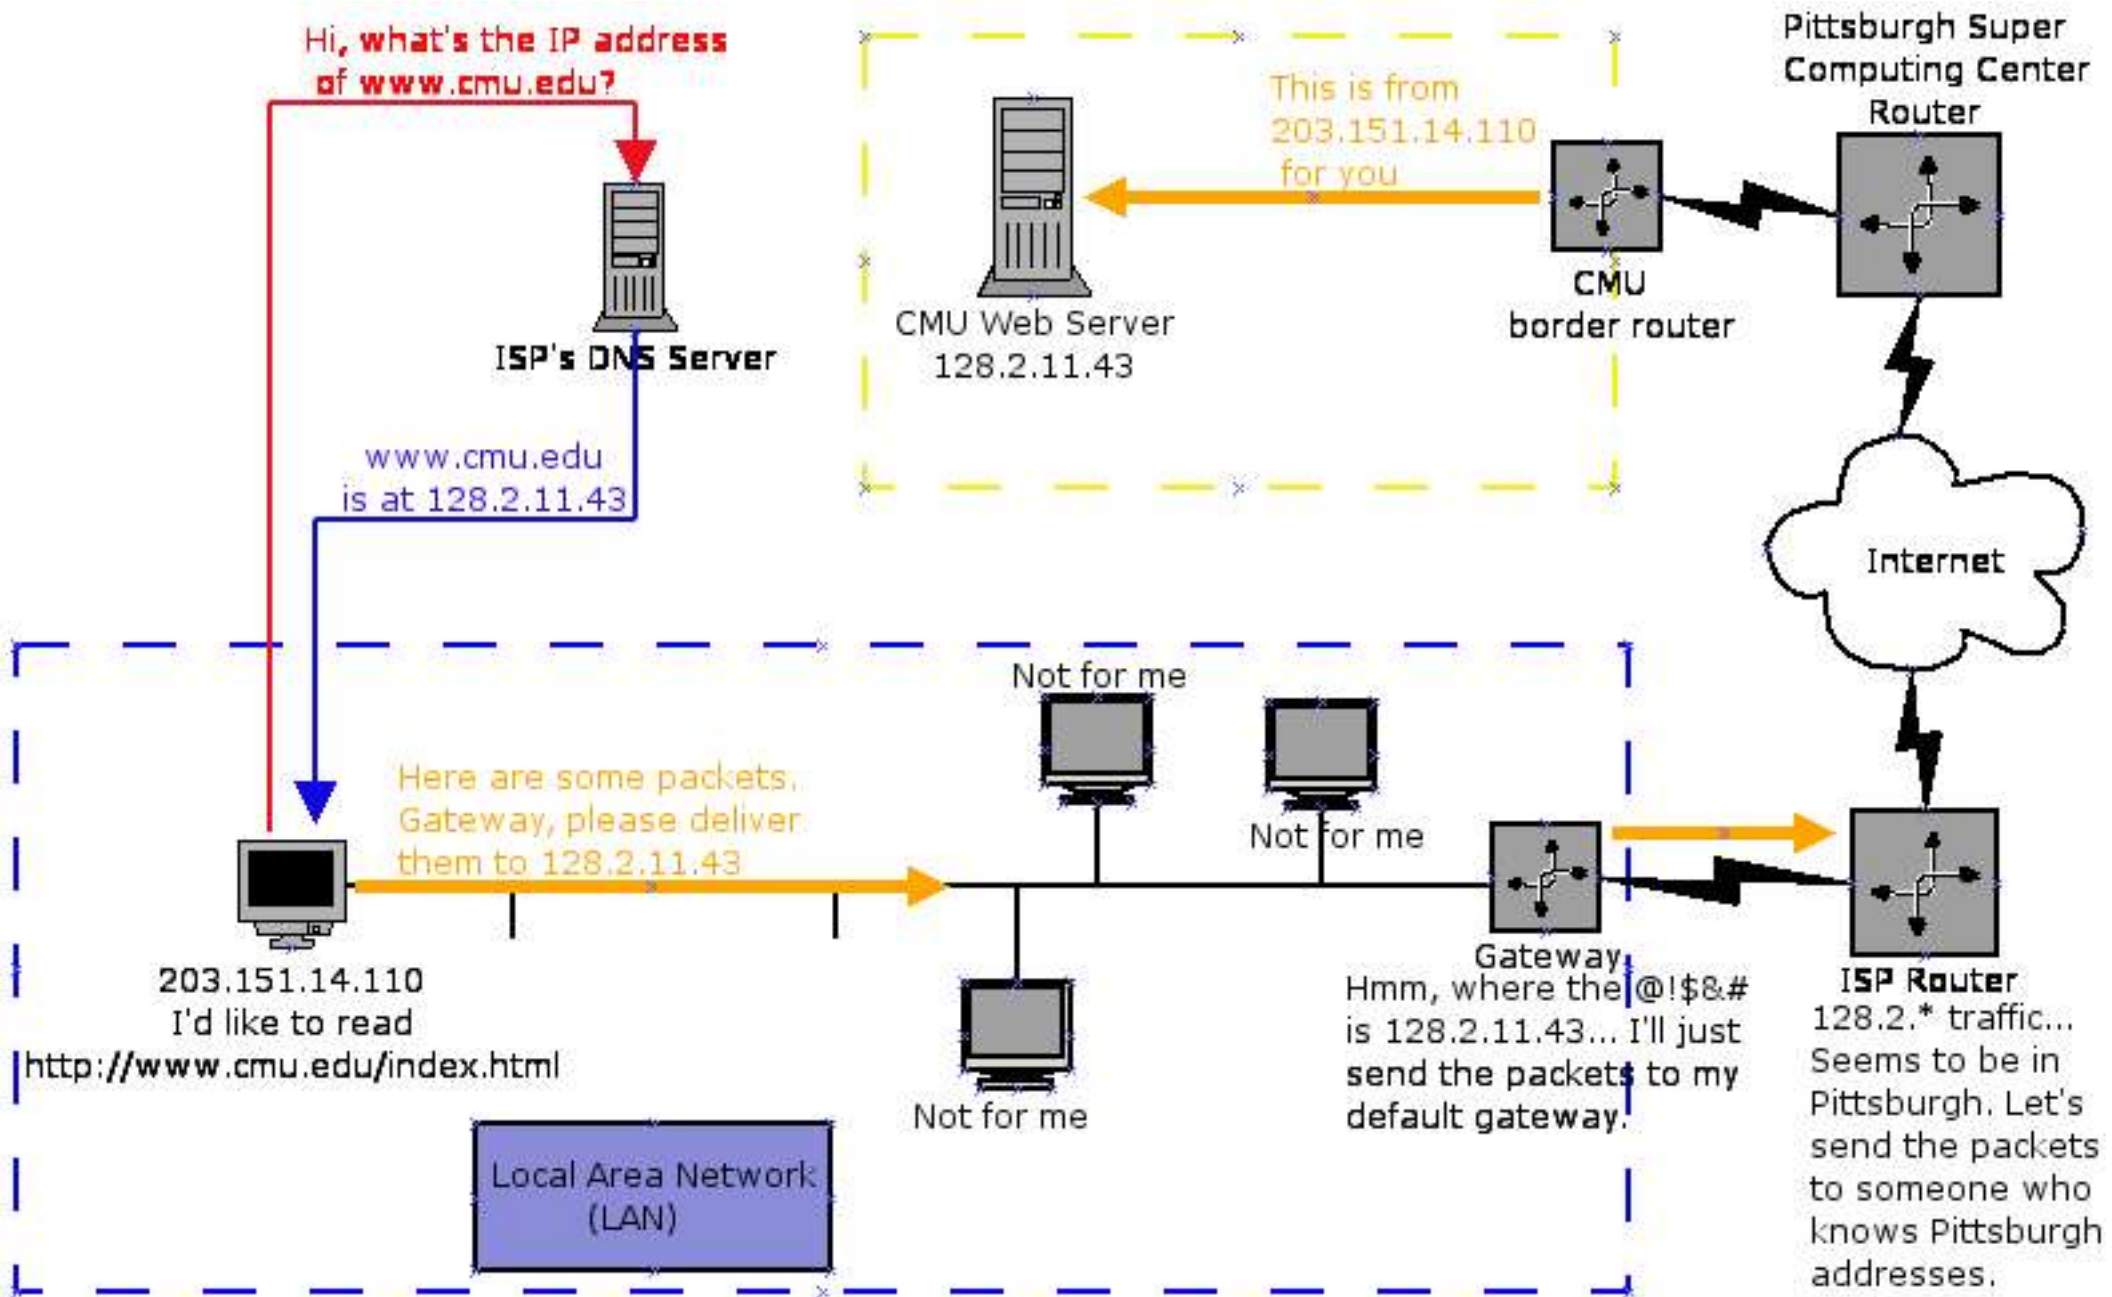 Hi, what's the IP address
of www.cmu.edu?
ISP's DNS Server
www.cmu.edu
is at 128.2.11.43
This is from
203.151.14.110
for you
CMU Web Server
128.2.11.43
CMU
border router
Pittsburgh Super
Computing Center
Router
Internet
Not for me
Not for me
Here are some packets.
Gateway, please deliver
them to 128.2.11.43
203.151.14.110
I'd like to read
http://www.cmu.edu/index.html
Not for me
Gateway
Hmm, where the @!$&#
is 128.2.11.43... I'll just
send the packets to my
default gateway.
ISP Router
128.2.* traffic...
Seems to be in
Pittsburgh. Let's
send the packets
to someone who
knows Pittsburgh
addresses.
Local Area Network
(LAN)